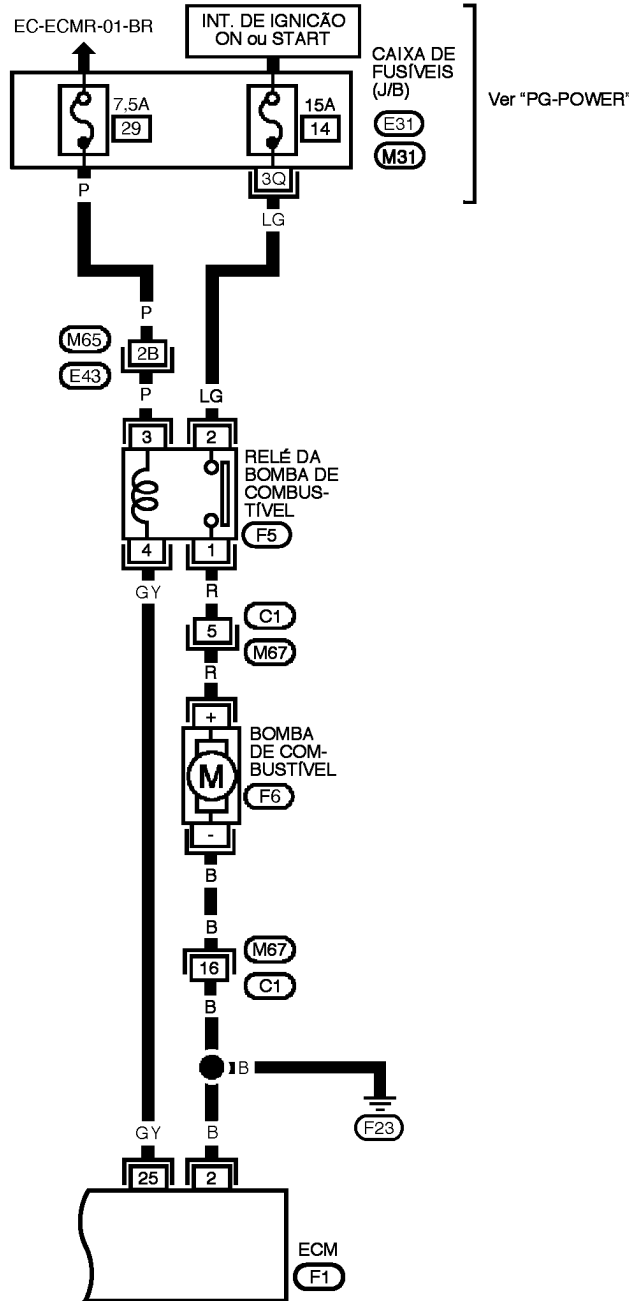 EC-ECMR-01-BR
INT. DE IGNICÃO
ON ou START
CAIXA DE
FUSÍVEIS
(J/B)
E31
M31
Ver "PG-POWER"
7,5A
29
15A
14
3Q
P
LG
P
M65
2B
E43
P
LG
3
2
RELÉ DA
BOMBA DE
COMBUS-
TÍVEL
F5
4
1
GY
R
C1
5
M67
R
+
BOMBA
DE COM-
BUSTÍVEL
M
F6
-
B
B
M67
16
C1
B
B
F23
GY
B
25
2
ECM
F1